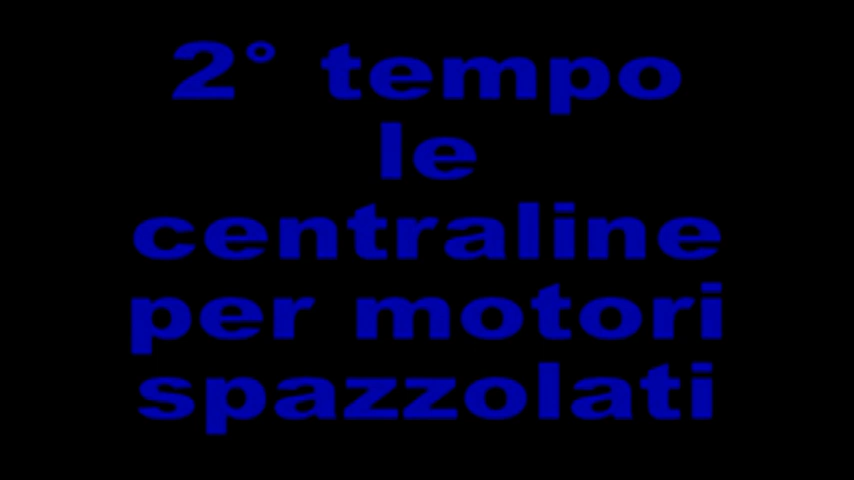 2° tempo
le
centraline
per motori
spazzolati